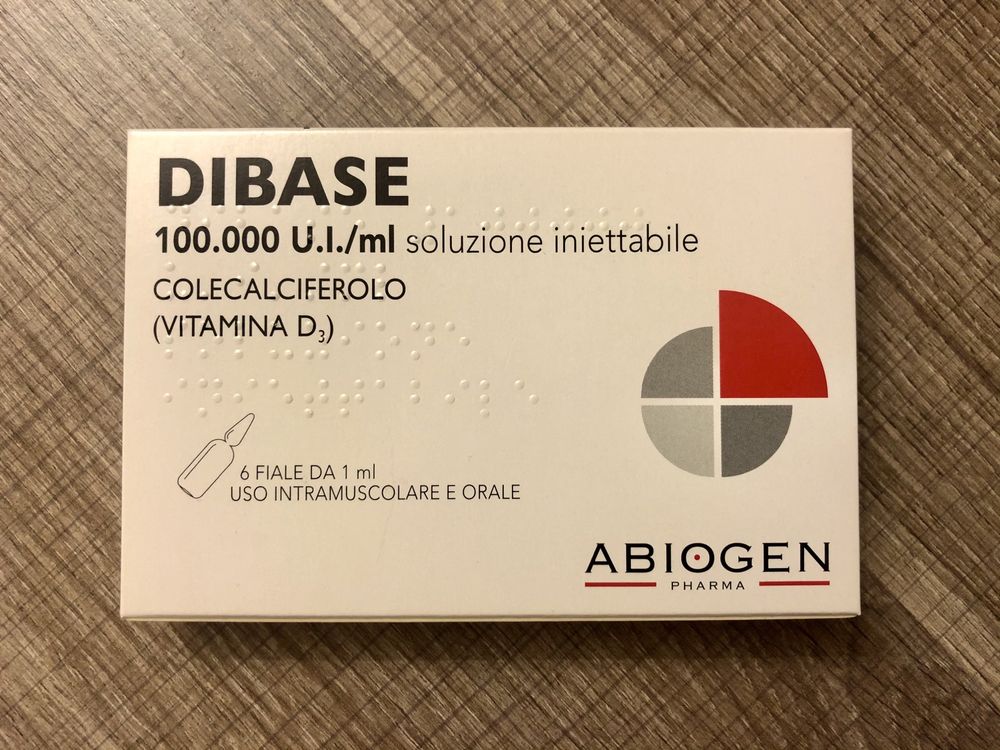 DIBASE
100.000 U.I./ml soluzione iniettabile
COLECALCIFEROLO
(VITAMINA D₃)
6 FIALE DA 1 ml
USO INTRAMUSCOLARE E ORALE
ABIOGEN
PHARMA